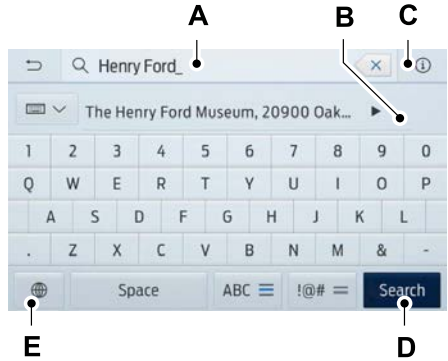 A
B
C
Henry Ford_
The Henry Ford Museum, 20900 Oak...
1 2 3 4 5 6 7 8 9 0
Q W E R T Y U I O P
A S D F G H J K L
. Z X C V B N M & -
Space ABC !@# Search
E
D